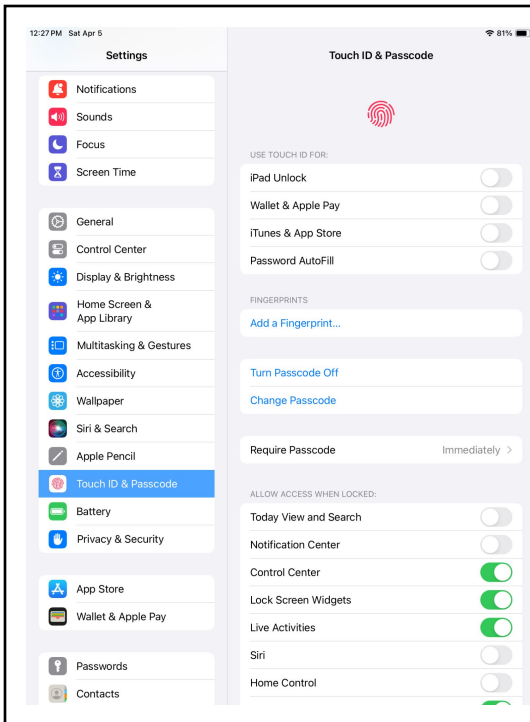 12:27 PM Sat Apr 5
81%
Settings
Notifications
Sounds
Focus
Screen Time
General
Control Center
Display & Brightness
Home Screen &
App Library
Multitasking & Gestures
Accessibility
Wallpaper
Siri & Search
Apple Pencil
Touch ID & Passcode
Battery
Privacy & Security
App Store
Wallet & Apple Pay
Passwords
Contacts
Touch ID & Passcode
USE TOUCH ID FOR:
iPad Unlock
Wallet & Apple Pay
iTunes & App Store
Password AutoFill
FINGERPRINTS
Add a Fingerprint...
Turn Passcode Off
Change Passcode
Require Passcode Immediately
ALLOW ACCESS WHEN LOCKED:
Today View and Search
Notification Center
Control Center
Lock Screen Widgets
Live Activities
Siri
Home Control